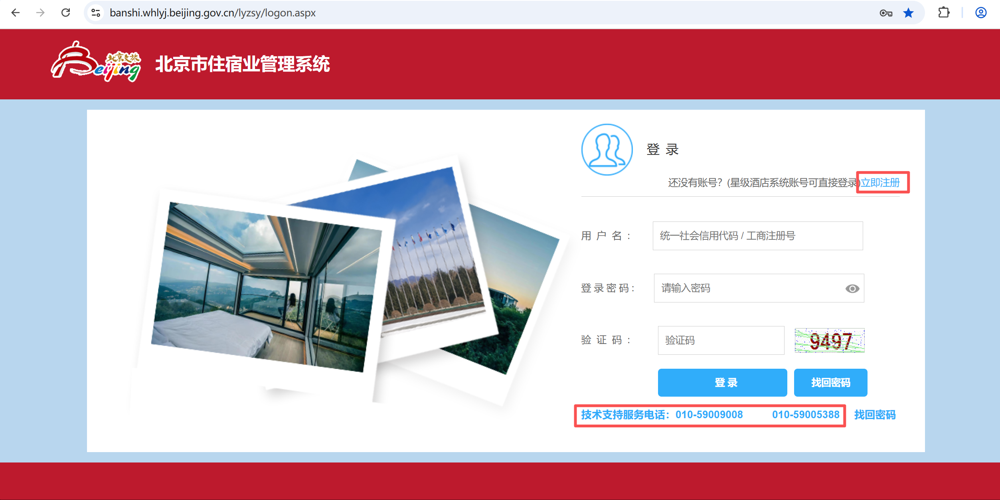 banshi.whlyj.beijing.gov.cn/lyzsy/logon.aspx
北京文旅
Beijing
北京市住宿业管理系统
登 录
还没有账号? (星级酒店系统账号可直接登录)立即注册
用 户 名 : 统一社会信用代码 / 工商注册号
登录密码: 请输入密码
验 证 码 : 验证码 9497
登 录 找回密码
技术支持服务电话：010-59009008 010-59005388 找回密码